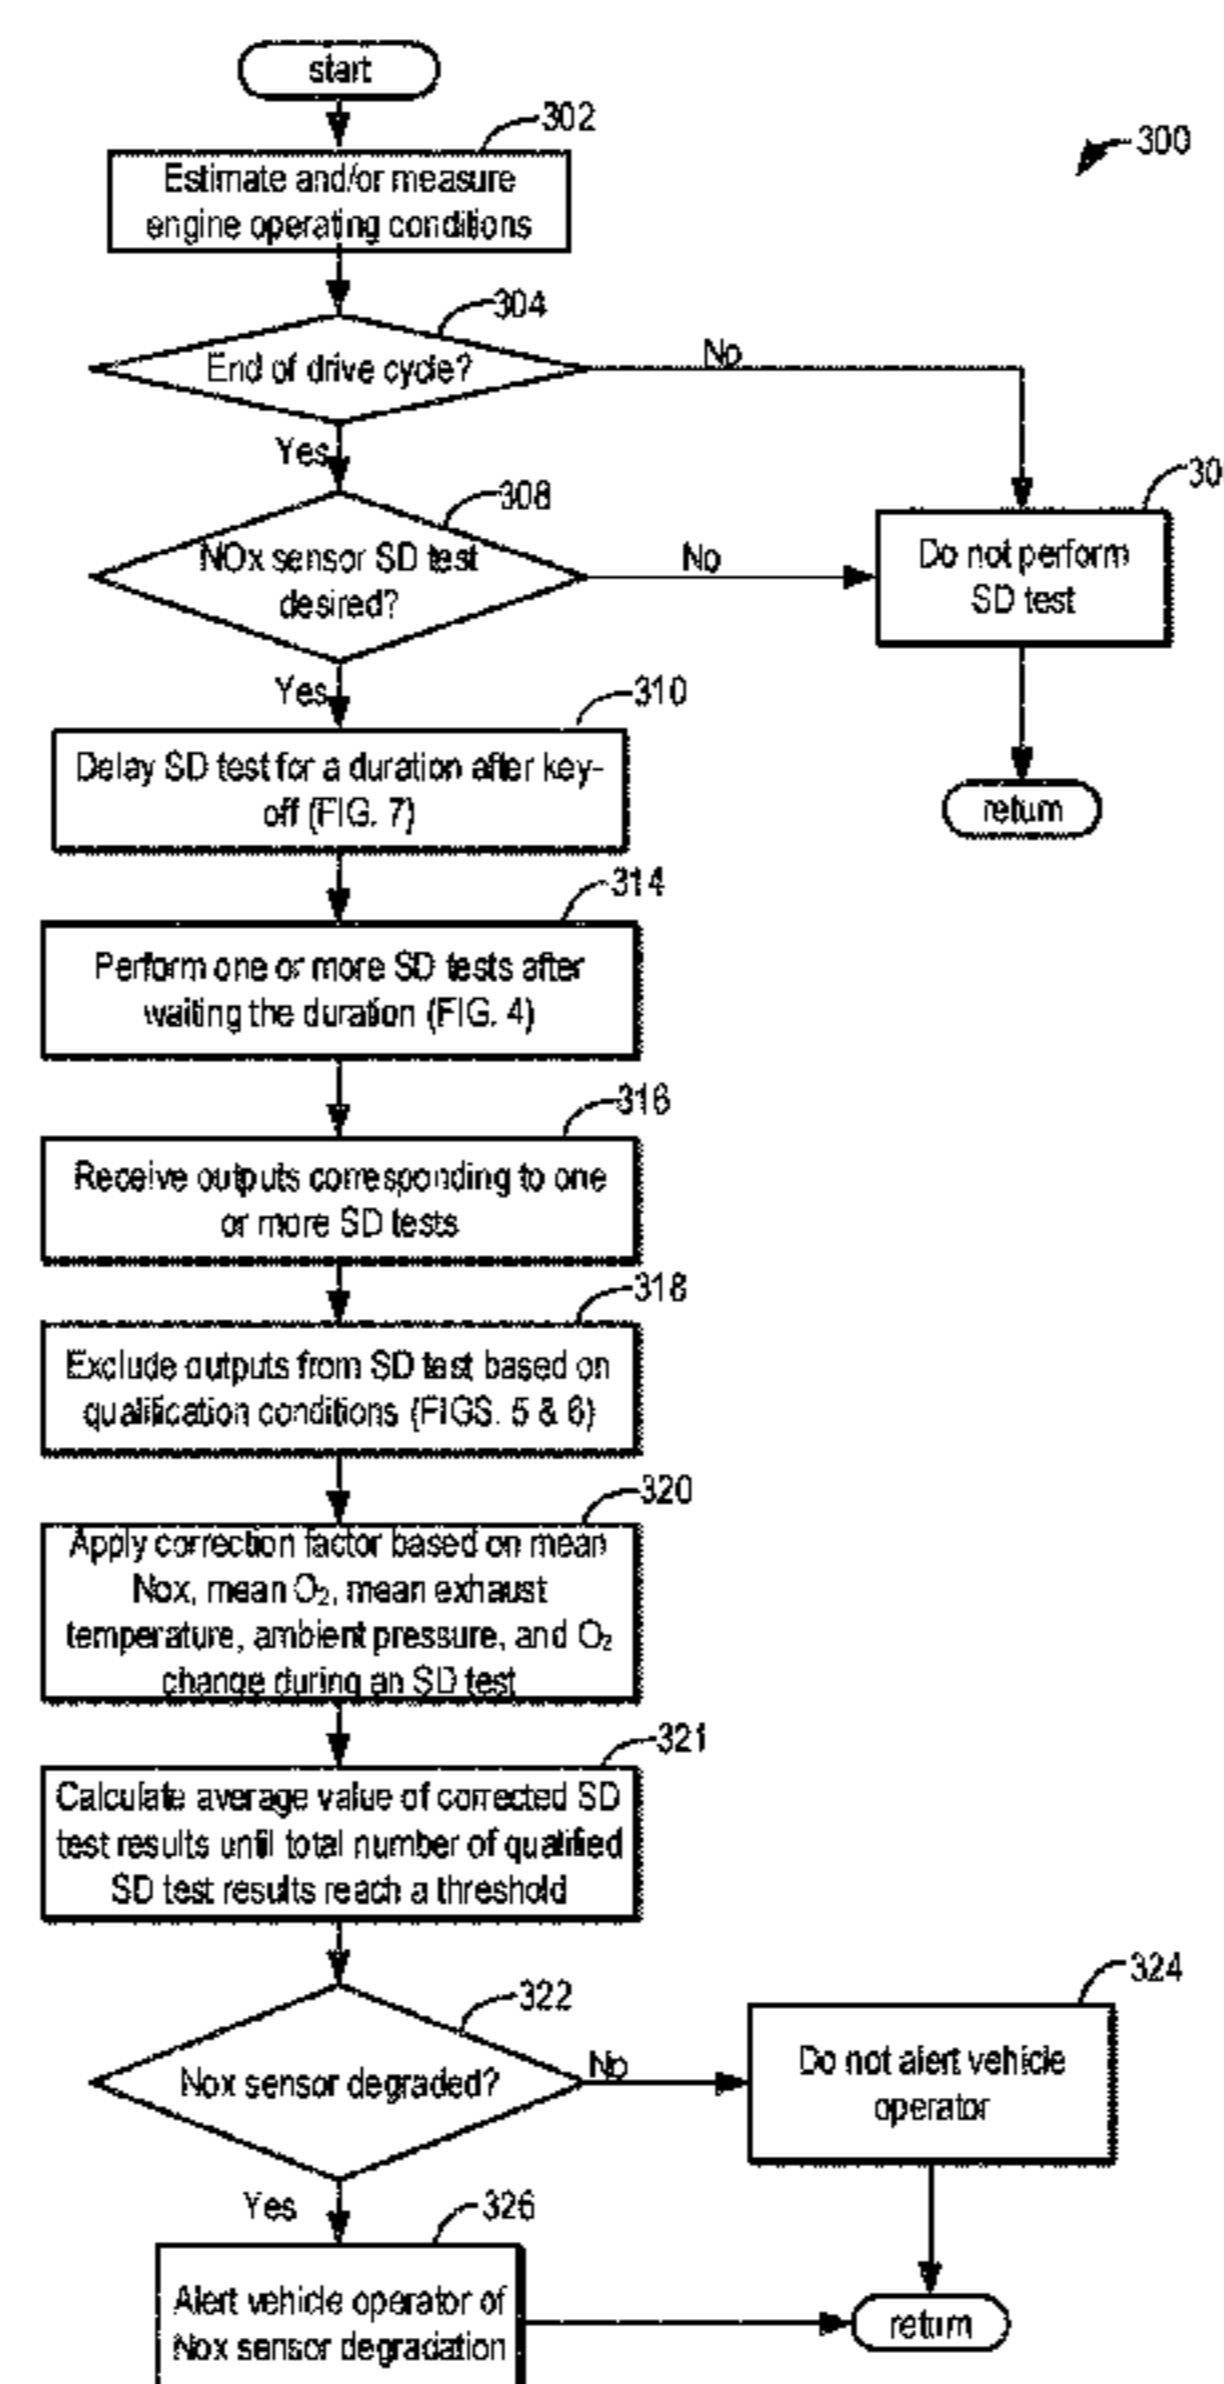 start
302
300
Estimate and/or measure
engine operating conditions
304
End of drive cycle?
No
Yes
308
30
NOx sensor SD test
desired?
No
Do not perform
SD test
Yes
310
return
Delay SD test for a duration after key-
off (FIG. 7)
314
Perform one or more SD tests after
waiting the duration (FIG. 4)
316
Receive outputs corresponding to one
or more SD tests
318
Exclude outputs from SD test based on
qualification conditions (FIGS. 5 & 6)
320
Apply correction factor based on mean
Nox, mean O₂, mean exhaust
temperature, ambient pressure, and O₂
change during an SD test
321
Calculate average value of corrected SD
test results until total number of qualified
SD test results reach a threshold
322
324
Nox sensor degraded?
No
Do not alert vehicle
operator
Yes
326
Alert vehicle operator of
Nox sensor degradation
return